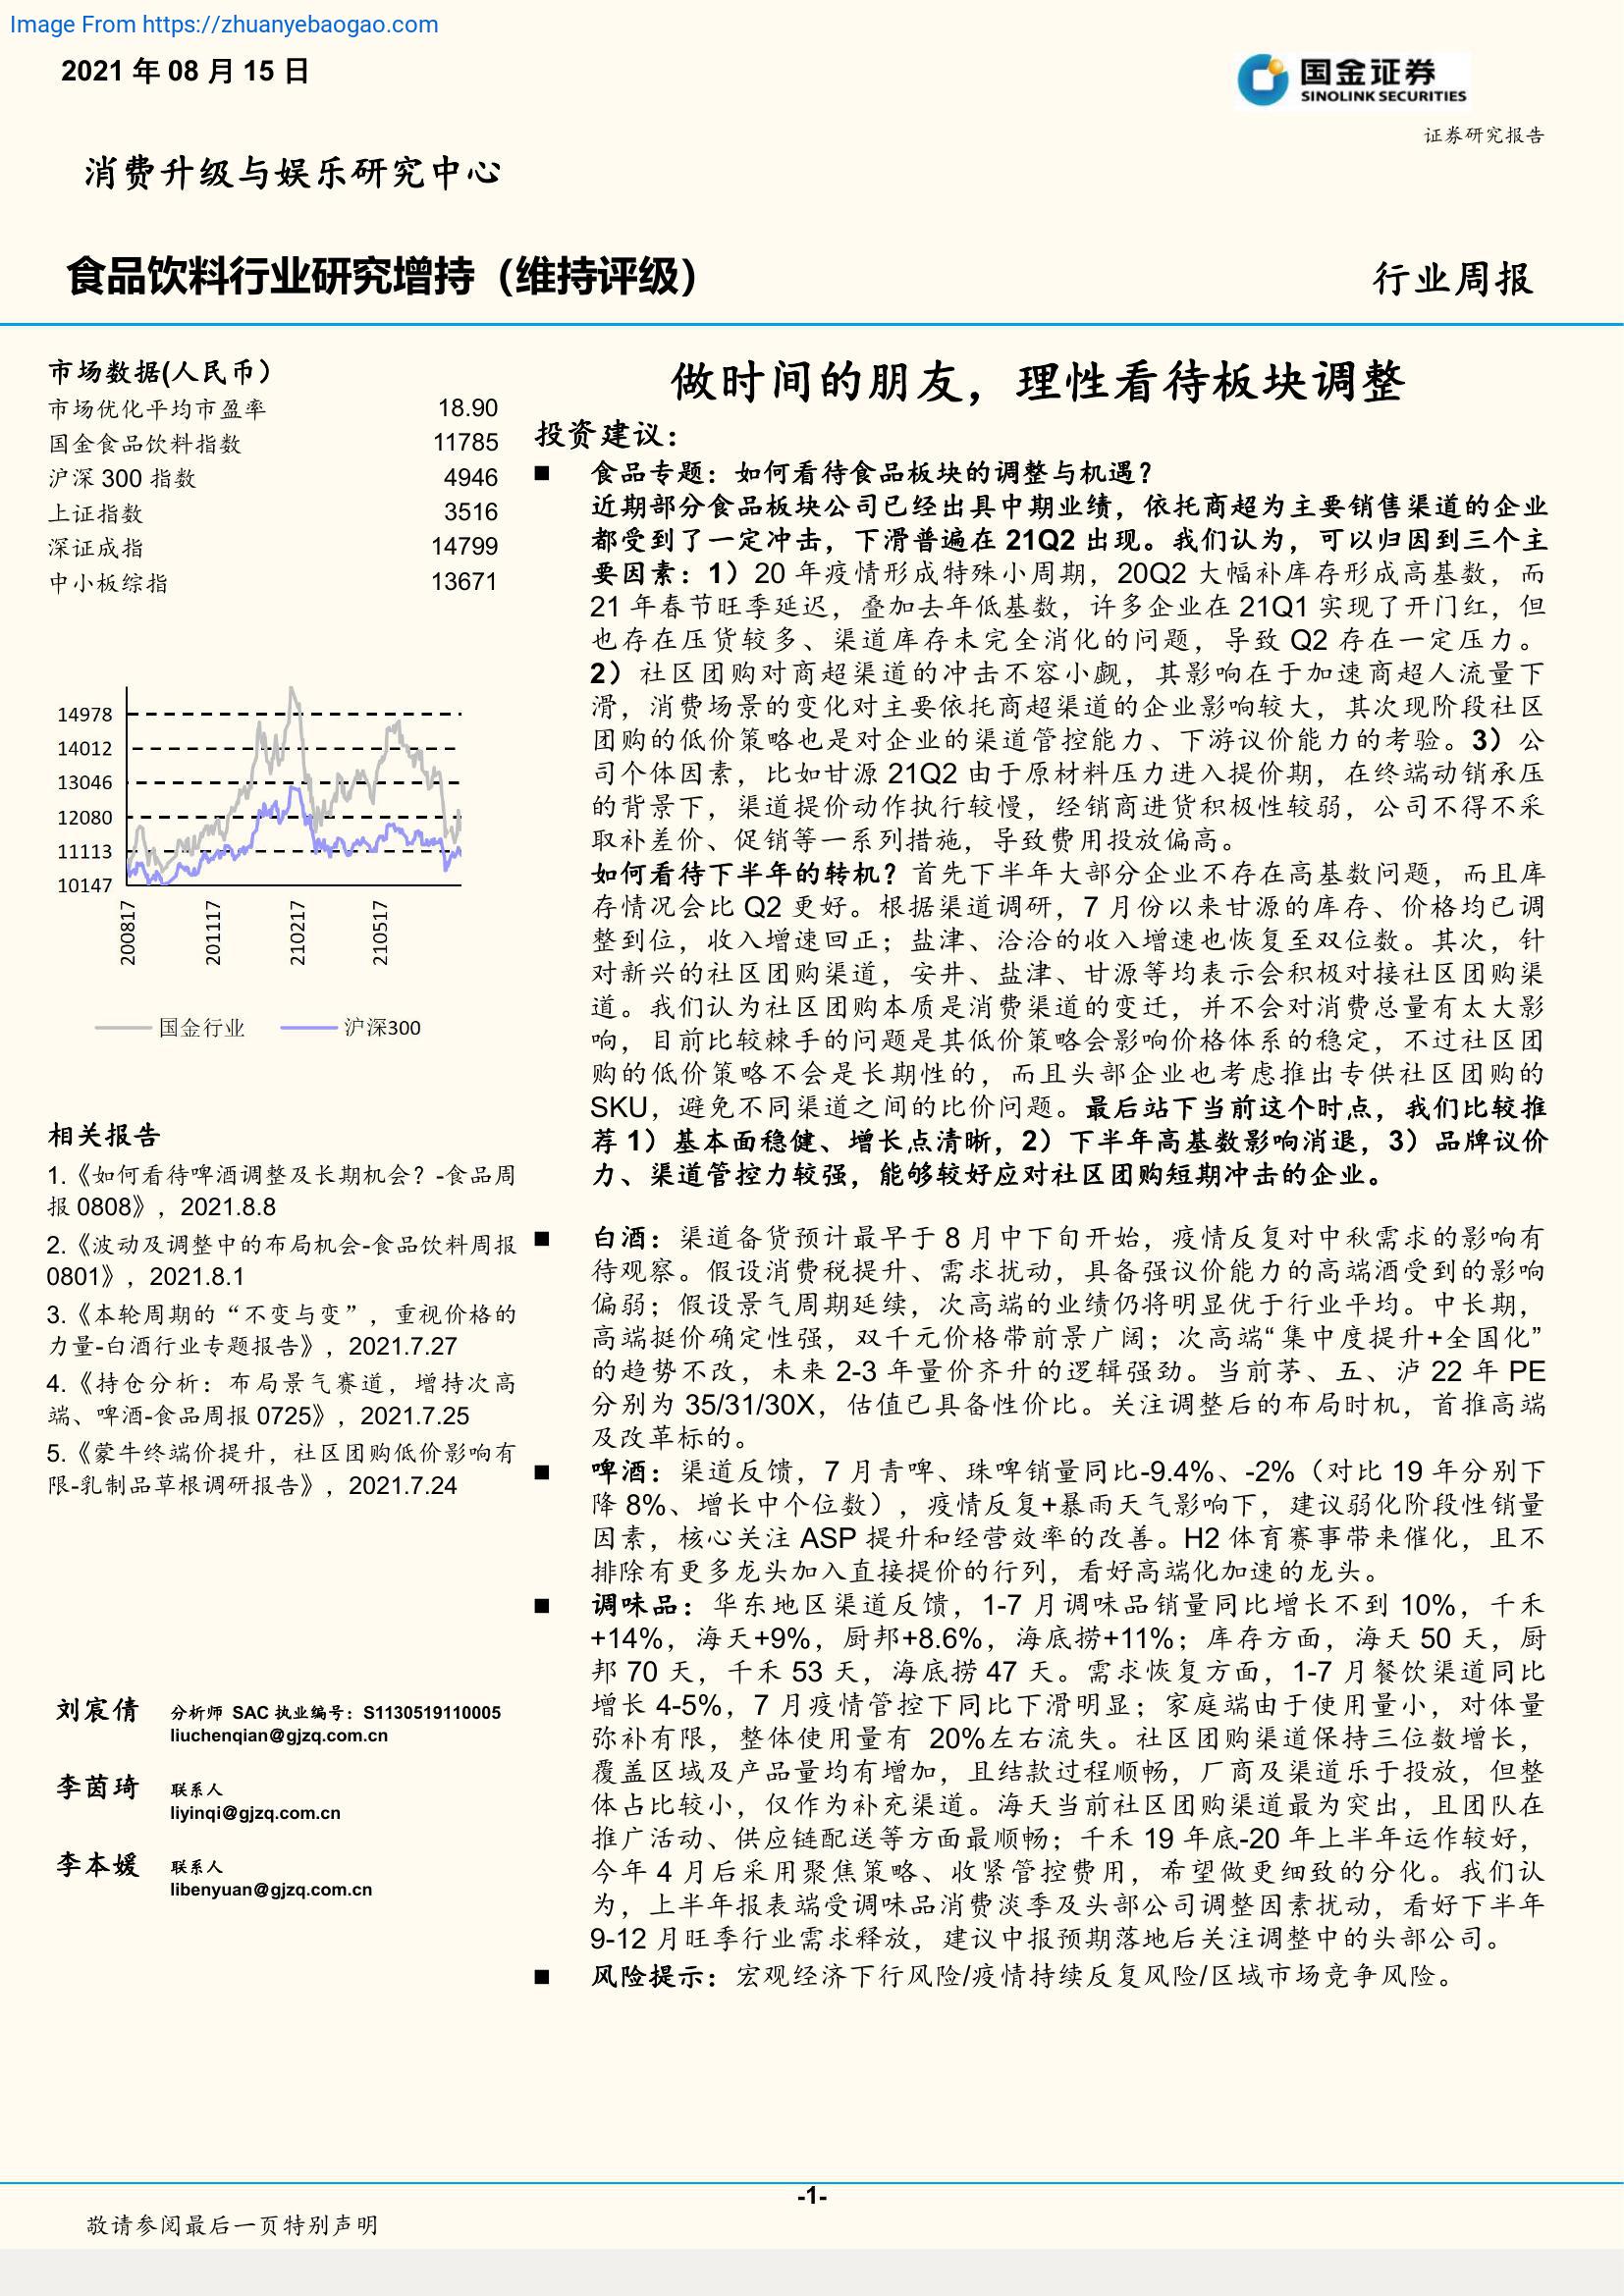 Image From https://zhuanyebaogao.com
2021 年 08 月 15 日
国金证券
SINOLINK SECURITIES
证券研究报告
消费升级与娱乐研究中心
食品饮料行业研究增持（维持评级）
行业周报
市场数据(人民币）
市场优化平均市盈率 18.90
国金食品饮料指数 11785
沪深 300 指数 4946
上证指数 3516
深证成指 14799
中小板综指 13671
14978
14012
13046
12080
11113
10147
200817
201117
210217
210517
国金行业 沪深300
相关报告
1.《如何看待啤酒调整及长期机会？-食品周
报 0808》，2021.8.8
2.《波动及调整中的布局机会-食品饮料周报
0801》，2021.8.1
3.《本轮周期的“不变与变”，重视价格的
力量-白酒行业专题报告》，2021.7.27
4.《持仓分析：布局景气赛道，增持次高
端、啤酒-食品周报 0725》，2021.7.25
5.《蒙牛终端价提升，社区团购低价影响有
限-乳制品草根调研报告》，2021.7.24
刘宸倩 分析师 SAC 执业编号：S1130519110005
liuchenqian@gjzq.com.cn
李茵琦 联系人
liyinqi@gjzq.com.cn
李本媛 联系人
libenyuan@gjzq.com.cn
做时间的朋友，理性看待板块调整
投资建议：
■ 食品专题：如何看待食品板块的调整与机遇？
近期部分食品板块公司已经出具中期业绩，依托商超为主要销售渠道的企业
都受到了一定冲击，下滑普遍在 21Q2 出现。我们认为，可以归因到三个主
要因素：1）20 年疫情形成特殊小周期，20Q2 大幅补库存形成高基数，而
21 年春节旺季延迟，叠加去年低基数，许多企业在 21Q1 实现了开门红，但
也存在压货较多、渠道库存未完全消化的问题，导致 Q2 存在一定压力。
2）社区团购对商超渠道的冲击不容小觑，其影响在于加速商超人流量下
滑，消费场景的变化对主要依托商超渠道的企业影响较大，其次现阶段社区
团购的低价策略也是对企业的渠道管控能力、下游议价能力的考验。3）公
司个体因素，比如甘源 21Q2 由于原材料压力进入提价期，在终端动销承压
的背景下，渠道提价动作执行较慢，经销商进货积极性较弱，公司不得不采
取补差价、促销等一系列措施，导致费用投放偏高。
如何看待下半年的转机？首先下半年大部分企业不存在高基数问题，而且库
存情况会比 Q2 更好。根据渠道调研，7 月份以来甘源的库存、价格均已调
整到位，收入增速回正；盐津、洽洽的收入增速也恢复至双位数。其次，针
对新兴的社区团购渠道，安井、盐津、甘源等均表示会积极对接社区团购渠
道。我们认为社区团购本质是消费渠道的变迁，并不会对消费总量有太大影
响，目前比较棘手的问题是其低价策略会影响价格体系的稳定，不过社区团
购的低价策略不会是长期性的，而且头部企业也考虑推出专供社区团购的
SKU，避免不同渠道之间的比价问题。最后站下当前这个时点，我们比较推
荐 1）基本面稳健、增长点清晰，2）下半年高基数影响消退，3）品牌议价
力、渠道管控力较强，能够较好应对社区团购短期冲击的企业。
■ 白酒：渠道备货预计最早于 8 月中下旬开始，疫情反复对中秋需求的影响有
待观察。假设消费税提升、需求扰动，具备强议价能力的高端酒受到的影响
偏弱；假设景气周期延续，次高端的业绩仍将明显优于行业平均。中长期，
高端挺价确定性强，双千元价格带前景广阔；次高端“集中度提升+全国化”
的趋势不改，未来 2-3 年量价齐升的逻辑强劲。当前茅、五、泸 22 年 PE
分别为 35/31/30X，估值已具备性价比。关注调整后的布局时机，首推高端
及改革标的。
■ 啤酒：渠道反馈，7 月青啤、珠啤销量同比-9.4%、-2%（对比 19 年分别下
降 8%、增长中个位数），疫情反复+暴雨天气影响下，建议弱化阶段性销量
因素，核心关注 ASP 提升和经营效率的改善。H2 体育赛事带来催化，且不
排除有更多龙头加入直接提价的行列，看好高端化加速的龙头。
■ 调味品：华东地区渠道反馈，1-7 月调味品销量同比增长不到 10%，千禾
+14%，海天+9%，厨邦+8.6%，海底捞+11%；库存方面，海天 50 天，厨
邦 70 天，千禾 53 天，海底捞 47 天。需求恢复方面，1-7 月餐饮渠道同比
增长 4-5%，7 月疫情管控下同比下滑明显；家庭端由于使用量小，对体量
弥补有限，整体使用量有 20%左右流失。社区团购渠道保持三位数增长，
覆盖区域及产品量均有增加，且结款过程顺畅，厂商及渠道乐于投放，但整
体占比较小，仅作为补充渠道。海天当前社区团购渠道最为突出，且团队在
推广活动、供应链配送等方面最顺畅；千禾 19 年底-20 年上半年运作较好，
今年 4 月后采用聚焦策略、收紧管控费用，希望做更细致的分化。我们认
为，上半年报表端受调味品消费淡季及头部公司调整因素扰动，看好下半年
9-12 月旺季行业需求释放，建议中报预期落地后关注调整中的头部公司。
■ 风险提示：宏观经济下行风险/疫情持续反复风险/区域市场竞争风险。
-1-
敬请参阅最后一页特别声明